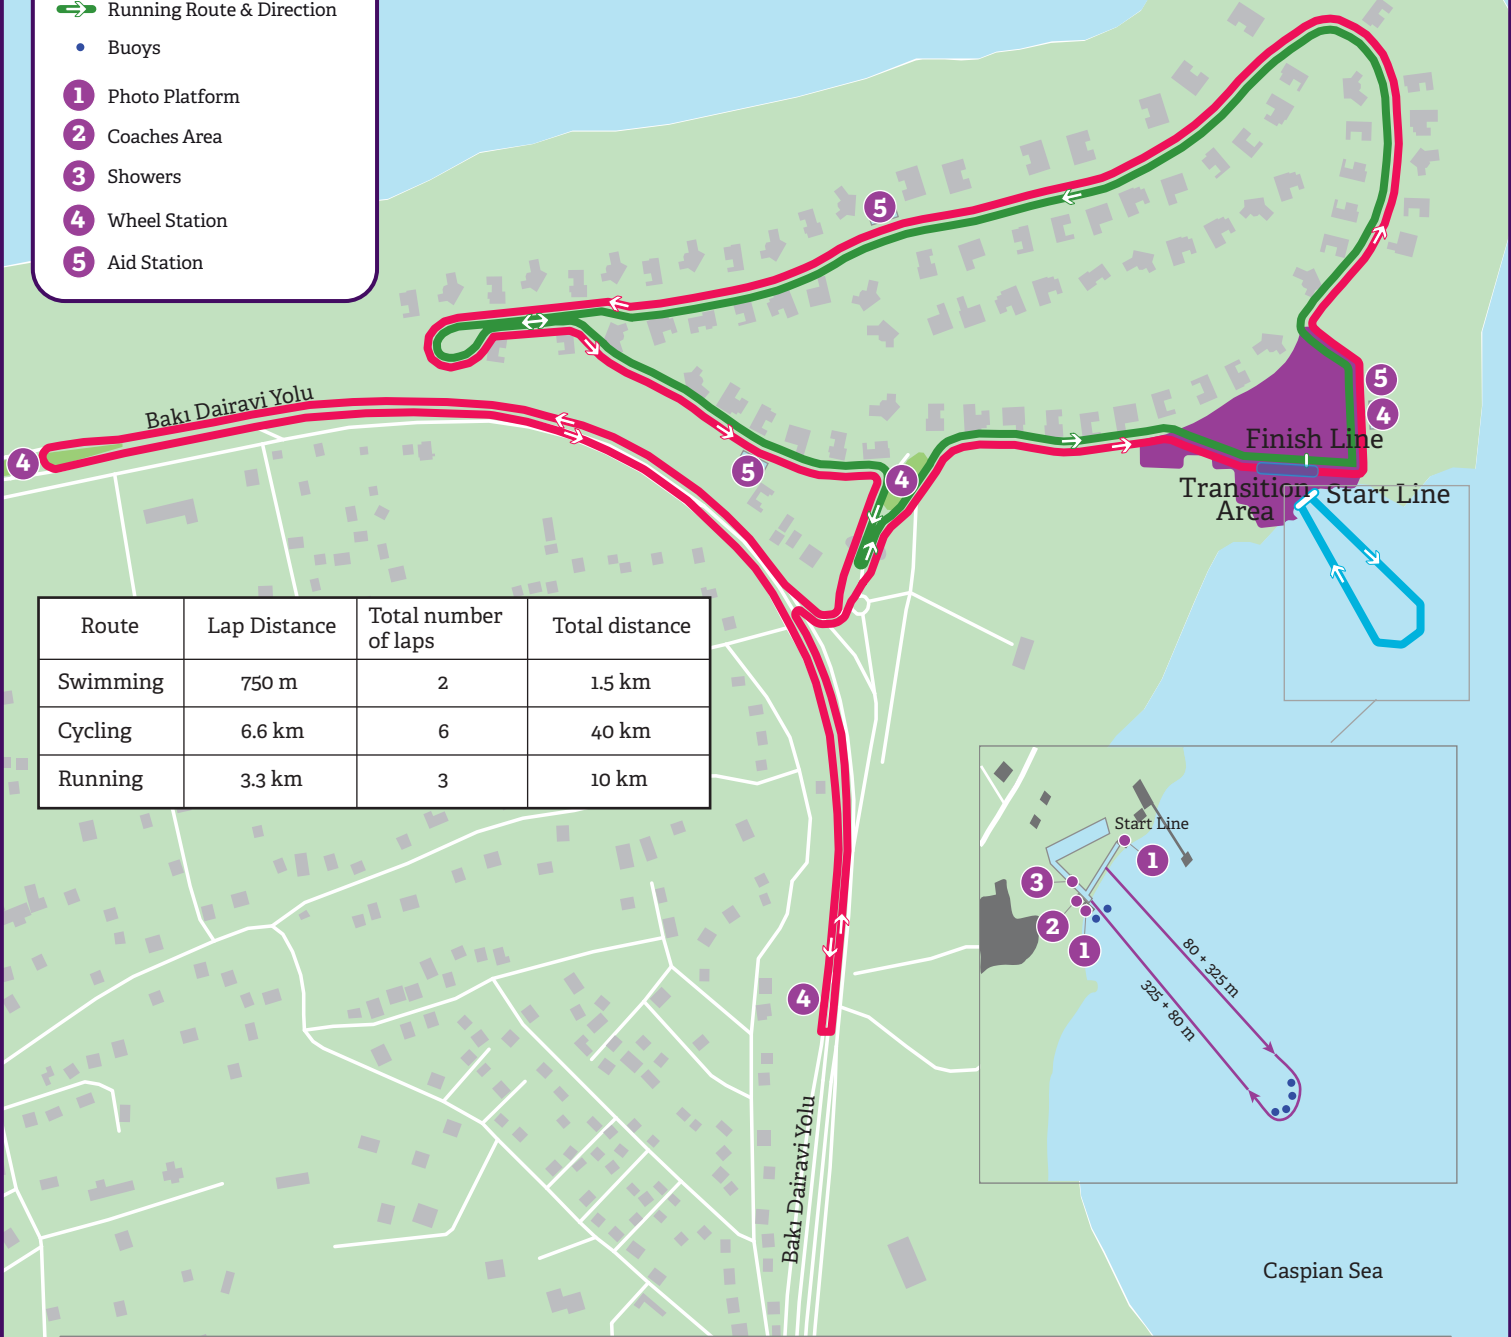 Running Route & Direction
Buoys
1 Photo Platform
2 Coaches Area
3 Showers
4 Wheel Station
5 Aid Station
5
Bakı Dairavi Yolu
4
5
4
5
4
Finish Line
Transition
Area
Start Line
Route Lap Distance Total number
of laps Total distance
Swimming 750 m 2 1.5 km
Cycling 6.6 km 6 40 km
Running 3.3 km 3 10 km
Start Line
1
3
2
1
80 + 325 m
325 + 80 m
4
Bakı Dairavi Yolu
Caspian Sea